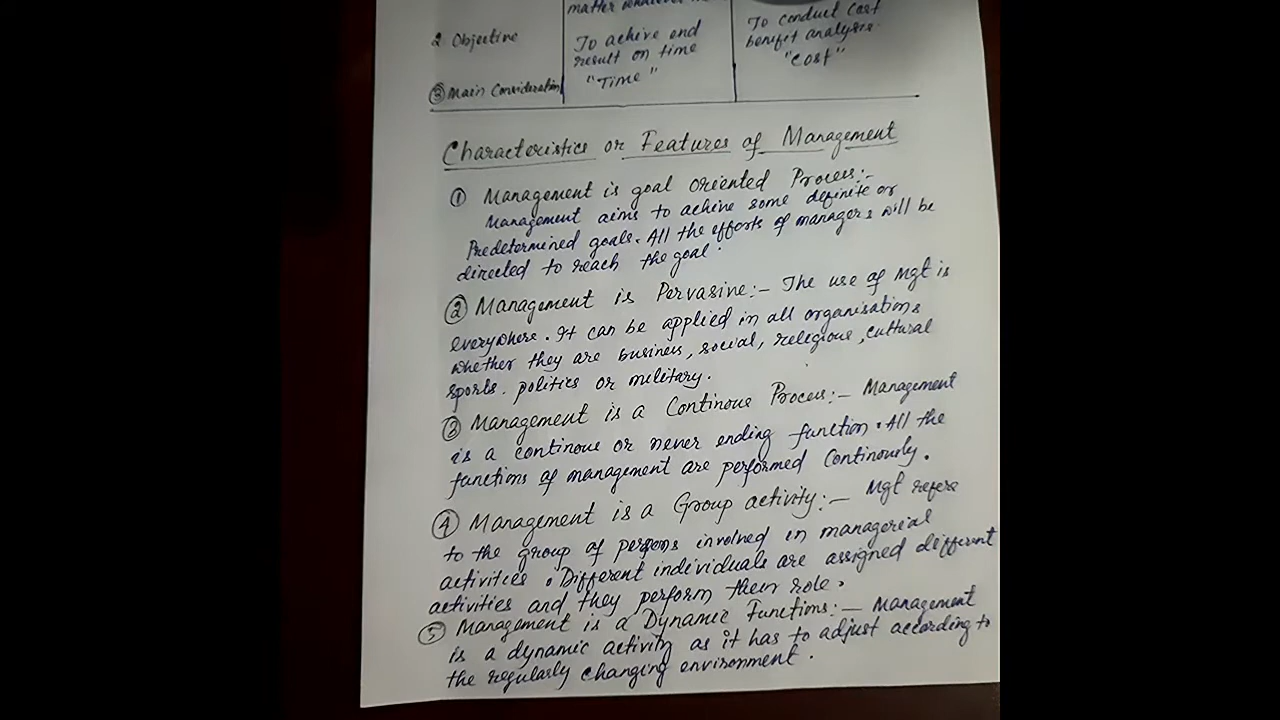 matter
2 Objective
To achive end
result on time
"Time"
To conduct Cost
benefit analysis.
"Cost"
③ Main Consideration
Characteristics or Features of Management
① Management is goal oriented Process:-
Management aims to achive some definite or
Predetermined goals. All the efforts of managers will be
directed to reach the goal.
② Management is Pervasive:- The use of Mgt is
everywhere. It can be applied in all organisations
whether they are business, social, religious, cultural
sports. politics or military.
③ Management is a Continous Process:- Management
is a continoue or never ending function. All the
functions of management are performed Continously.
④ Management is a Group activity:- Mgt refers
to the group of persons involved in managerial
activities. Different individuals are assigned different
activities and they perform their role.
⑤ Management is a Dynamic Functions:- Management
is a dynamic activity as it has to adjust according to
the regularly changing environment.